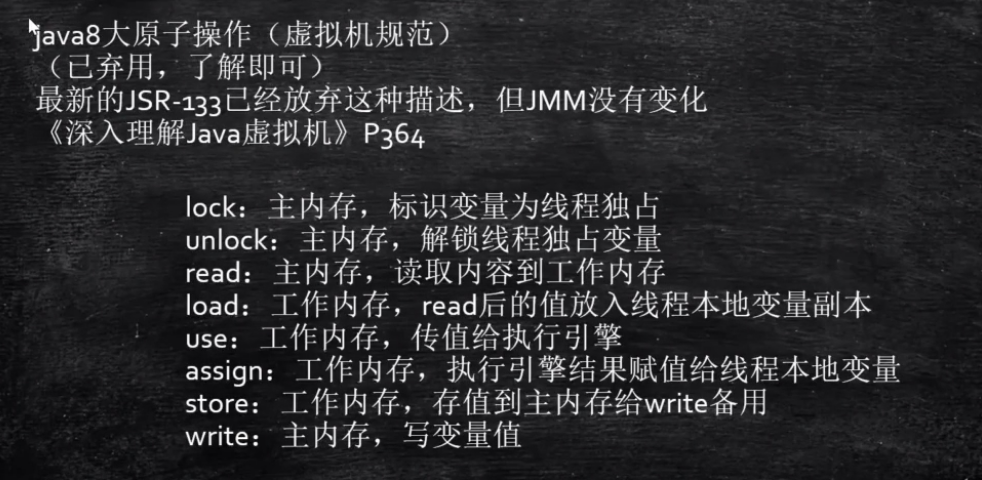 java8大原子操作（虚拟机规范）
（已弃用，了解即可）
最新的JSR-133已经放弃这种描述，但JMM没有变化
《深入理解Java虚拟机》P364
lock：主内存，标识变量为线程独占
unlock：主内存，解锁线程独占变量
read：主内存，读取内容到工作内存
load：工作内存，read后的值放入线程本地变量副本
use：工作内存，传值给执行引擎
assign：工作内存，执行引擎结果赋值给线程本地变量
store：工作内存，存值到主内存给write备用
write：主内存，写变量值